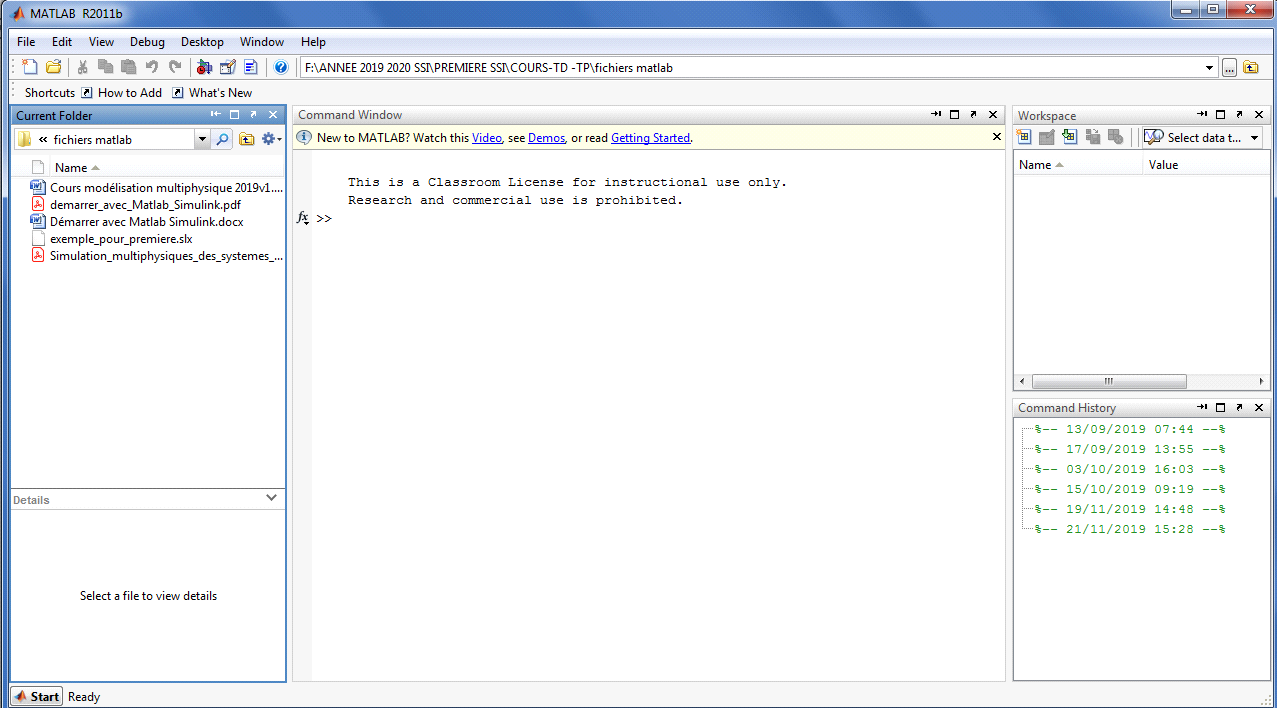 MATLAB R2011b
File Edit View Debug Desktop Window Help
F:\ANNEE 2019 2020 SSI\PREMIERE SSI\COURS-TD -TP\fichiers matlab
...
Shortcuts How to Add What's New
Current Folder
« fichiers matlab
Name
Cours modélisation multiphysique 2019v1....
demarrer_avec_Matlab_Simulink.pdf
Démarrer avec Matlab Simulink.docx
exemple_pour_premiere.slx
Simulation_multiphysiques_des_systemes_...
Details
Select a file to view details
Command Window
New to MATLAB? Watch this Video, see Demos, or read Getting Started.
This is a Classroom License for instructional use only.
Research and commercial use is prohibited.
fx >>
Workspace
Select data t...
Name Value
Command History
%-- 13/09/2019 07:44 --%
%-- 17/09/2019 13:55 --%
%-- 03/10/2019 16:03 --%
%-- 15/10/2019 09:19 --%
%-- 19/11/2019 14:48 --%
%-- 21/11/2019 15:28 --%
Start Ready